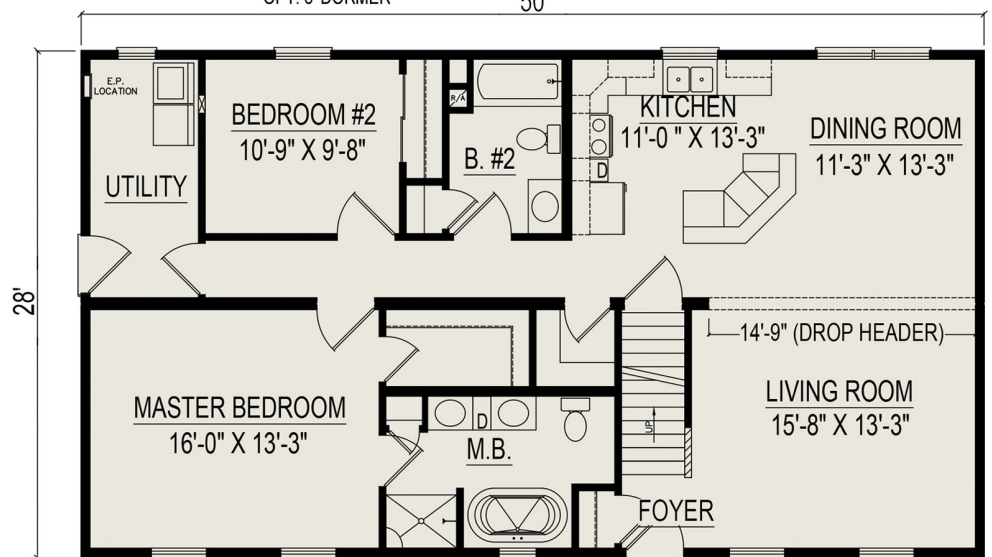 50'
E.P.
LOCATION
BEDROOM #2
10'-9" X 9'-8"
R/A
B. #2
KITCHEN
11'-0 " X 13'-3"
D
DINING ROOM
11'-3" X 13'-3"
UTILITY
28'
14'-9" (DROP HEADER)
MASTER BEDROOM
16'-0" X 13'-3"
D
M.B.
UP
LIVING ROOM
15'-8" X 13'-3"
FOYER